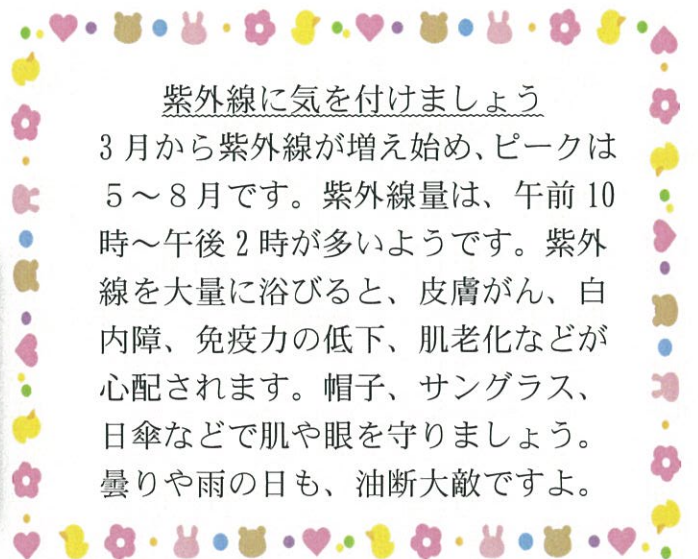 紫外線に気を付けましょう
3月から紫外線が増え始め、ピークは
5～8月です。紫外線量は、午前10
時～午後2時が多いようです。紫外
線を大量に浴びると、皮膚がん、白
内障、免疫力の低下、肌老化などが
心配されます。帽子、サングラス、
日傘などで肌や眼を守りましょう。
曇りや雨の日も、油断大敵ですよ。